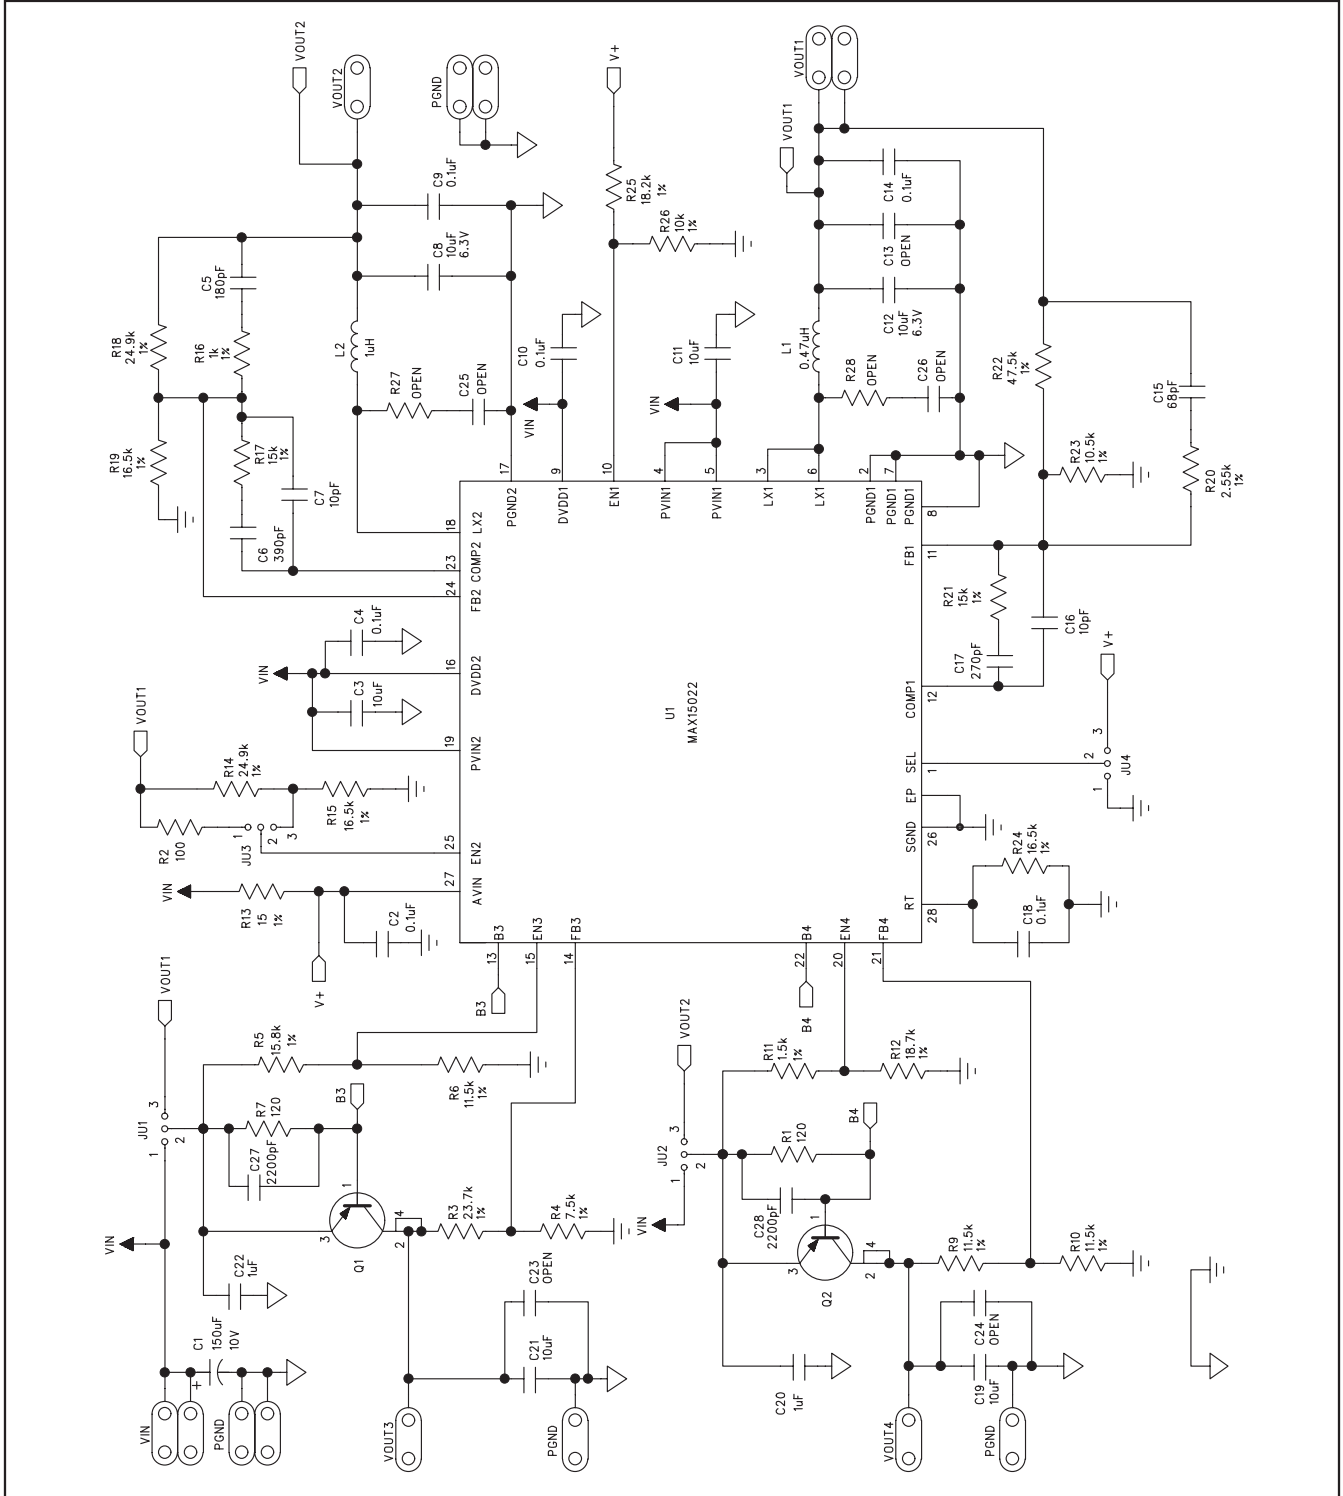 VOUT2
VOUT2
PGND
V+
VOUT1
VOUT1
C9
0.1uF
C8
10uF
6.3V
R25
18.2k
1%
R26
10k
1%
C14
0.1uF
C13
OPEN
C12
10uF
6.3V
C5
180pF
R18
24.9k
1%
R16
1k
1%
L2
1uH
R27
OPEN
C25
OPEN
C10
0.1uF
VIN
C11
10uF
VIN
L1
0.47uH
R28
OPEN
C26
OPEN
R22
47.5k
1%
C15
68pF
R19
16.5k
1%
R17
15k
1%
C7
10pF
C6
390pF
R23
10.5k
1%
R20
2.55k
1%
17
PGND2
9
DVDD1
10
EN1
4
PVIN1
5
PVIN1
3
LX1
6
LX1
2
PGND1
7
PGND1
PGND1
8
18
LX2
23
COMP2
24
FB2
16
DVDD2
19
PVIN2
25
EN2
27
AVIN
FB1
11
COMP1
12
SEL
1
EP
SGND
26
RT
28
U1
MAX15022
C4
0.1uF
C3
10uF
VIN
R21
15k
1%
C17
270pF
C16
10pF
V+
VOUT1
R14
24.9k
1%
R15
16.5k
1%
R2
100
1
2
3
JU3
3
2
1
JU4
VIN
R13
15
1%
C2
0.1uF
V+
R24
16.5k
1%
C18
0.1uF
B3
13
EN3
15
FB3
14
B4
22
EN4
20
FB4
21
B3
B4
VOUT1
JU1
3
2
1
R5
15.8k
1%
R6
11.5k
1%
R7
120
C27
2200pF
B3
1
3
2
4
Q1
R3
23.7k
1%
R4
7.5k
1%
VIN
C22
1uF
C23
OPEN
C21
10uF
C1
150uF
10V
+
VIN
PGND
VOUT3
PGND
VOUT2
JU2
3
2
1
VIN
R11
1.5k
1%
R12
18.7k
1%
R1
120
C28
2200pF
B4
1
3
2
4
Q2
R9
11.5k
1%
R10
11.5k
1%
C20
1uF
C24
OPEN
C19
10uF
VOUT4
PGND